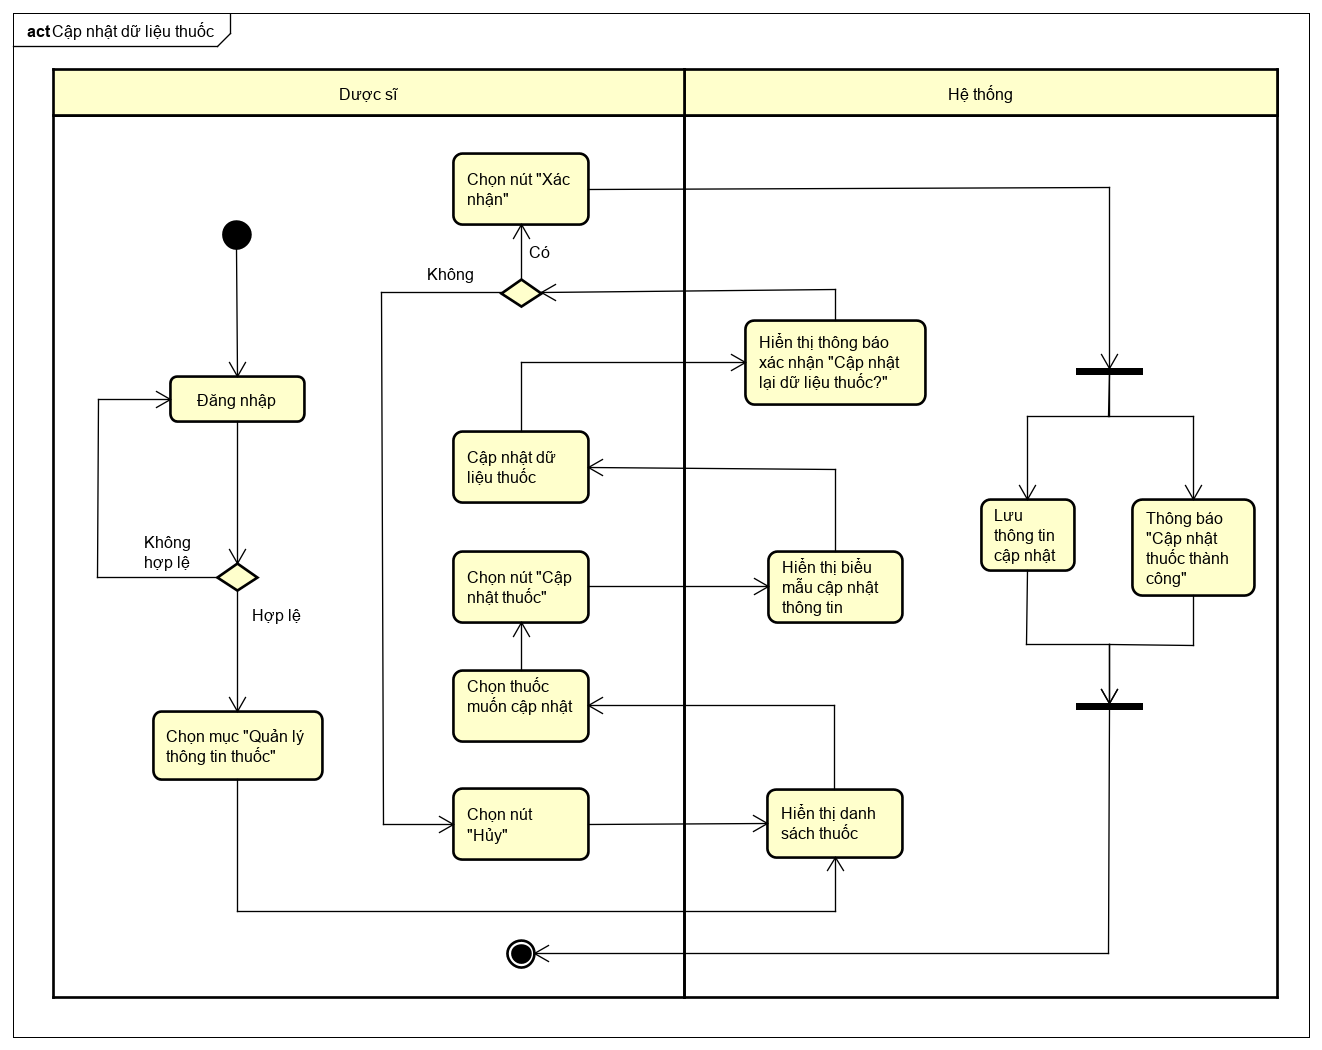 act Cập nhật dữ liệu thuốc
Dược sĩ
Hệ thống
Chọn nút "Xác
nhận"
Có
Không
Hiển thị thông báo
xác nhận "Cập nhật
lại dữ liệu thuốc?"
Đăng nhập
Cập nhật dữ
liệu thuốc
Không
hợp lệ
Hợp lệ
Chọn nút "Cập
nhật thuốc"
Hiển thị biểu
mẫu cập nhật
thông tin
Lưu
thông tin
cập nhật
Thông báo
"Cập nhật
thuốc thành
công"
Chọn thuốc
muốn cập nhật
Chọn mục "Quản lý
thông tin thuốc"
Chọn nút
"Hủy"
Hiển thị danh
sách thuốc